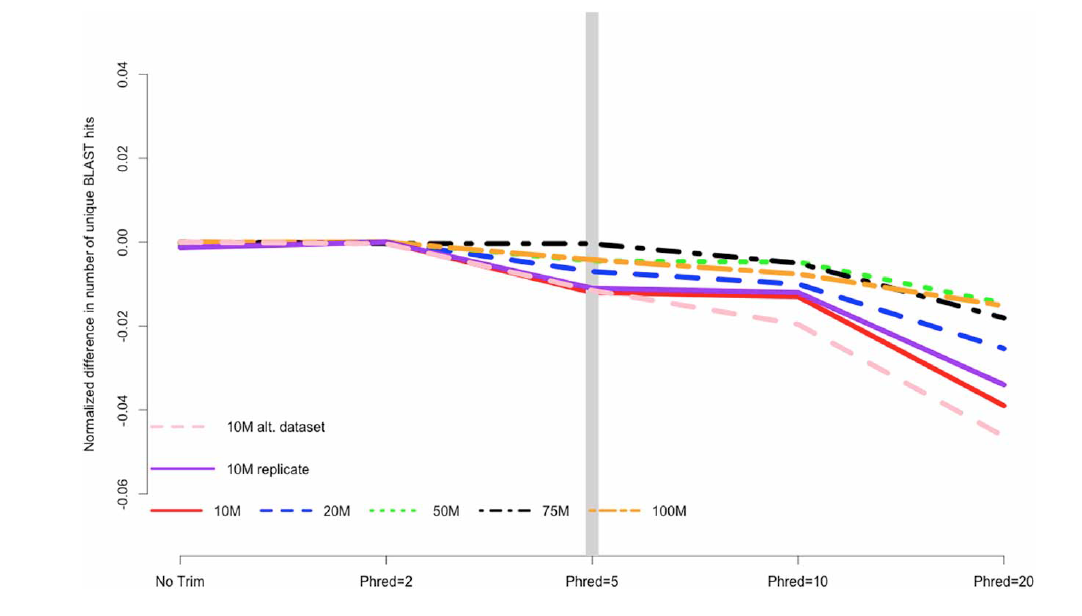 Normalized difference in number of unique BLAST hits
0.04
0.02
0.00
-0.02
-0.04
-0.06
10M alt. dataset
10M replicate
10M 20M 50M 75M 100M
No Trim Phred=2 Phred=5 Phred=10 Phred=20